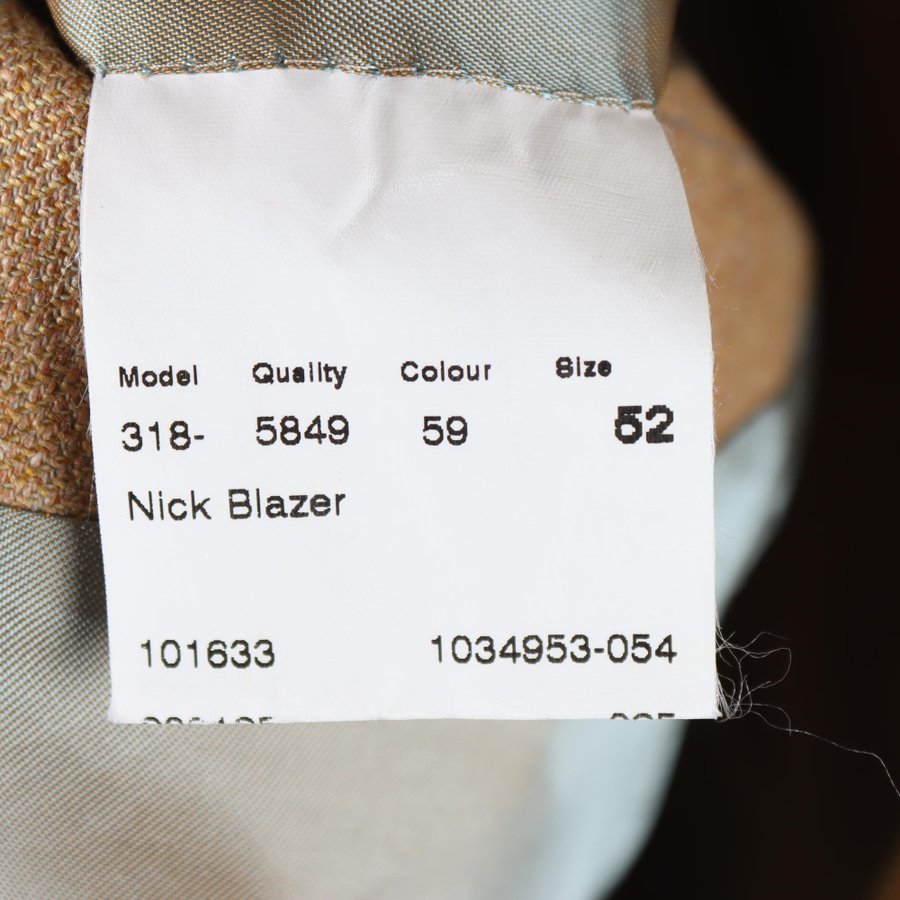 Model Quality Colour Size
318- 5849 59 52
Nick Blazer
101633 1034953-054